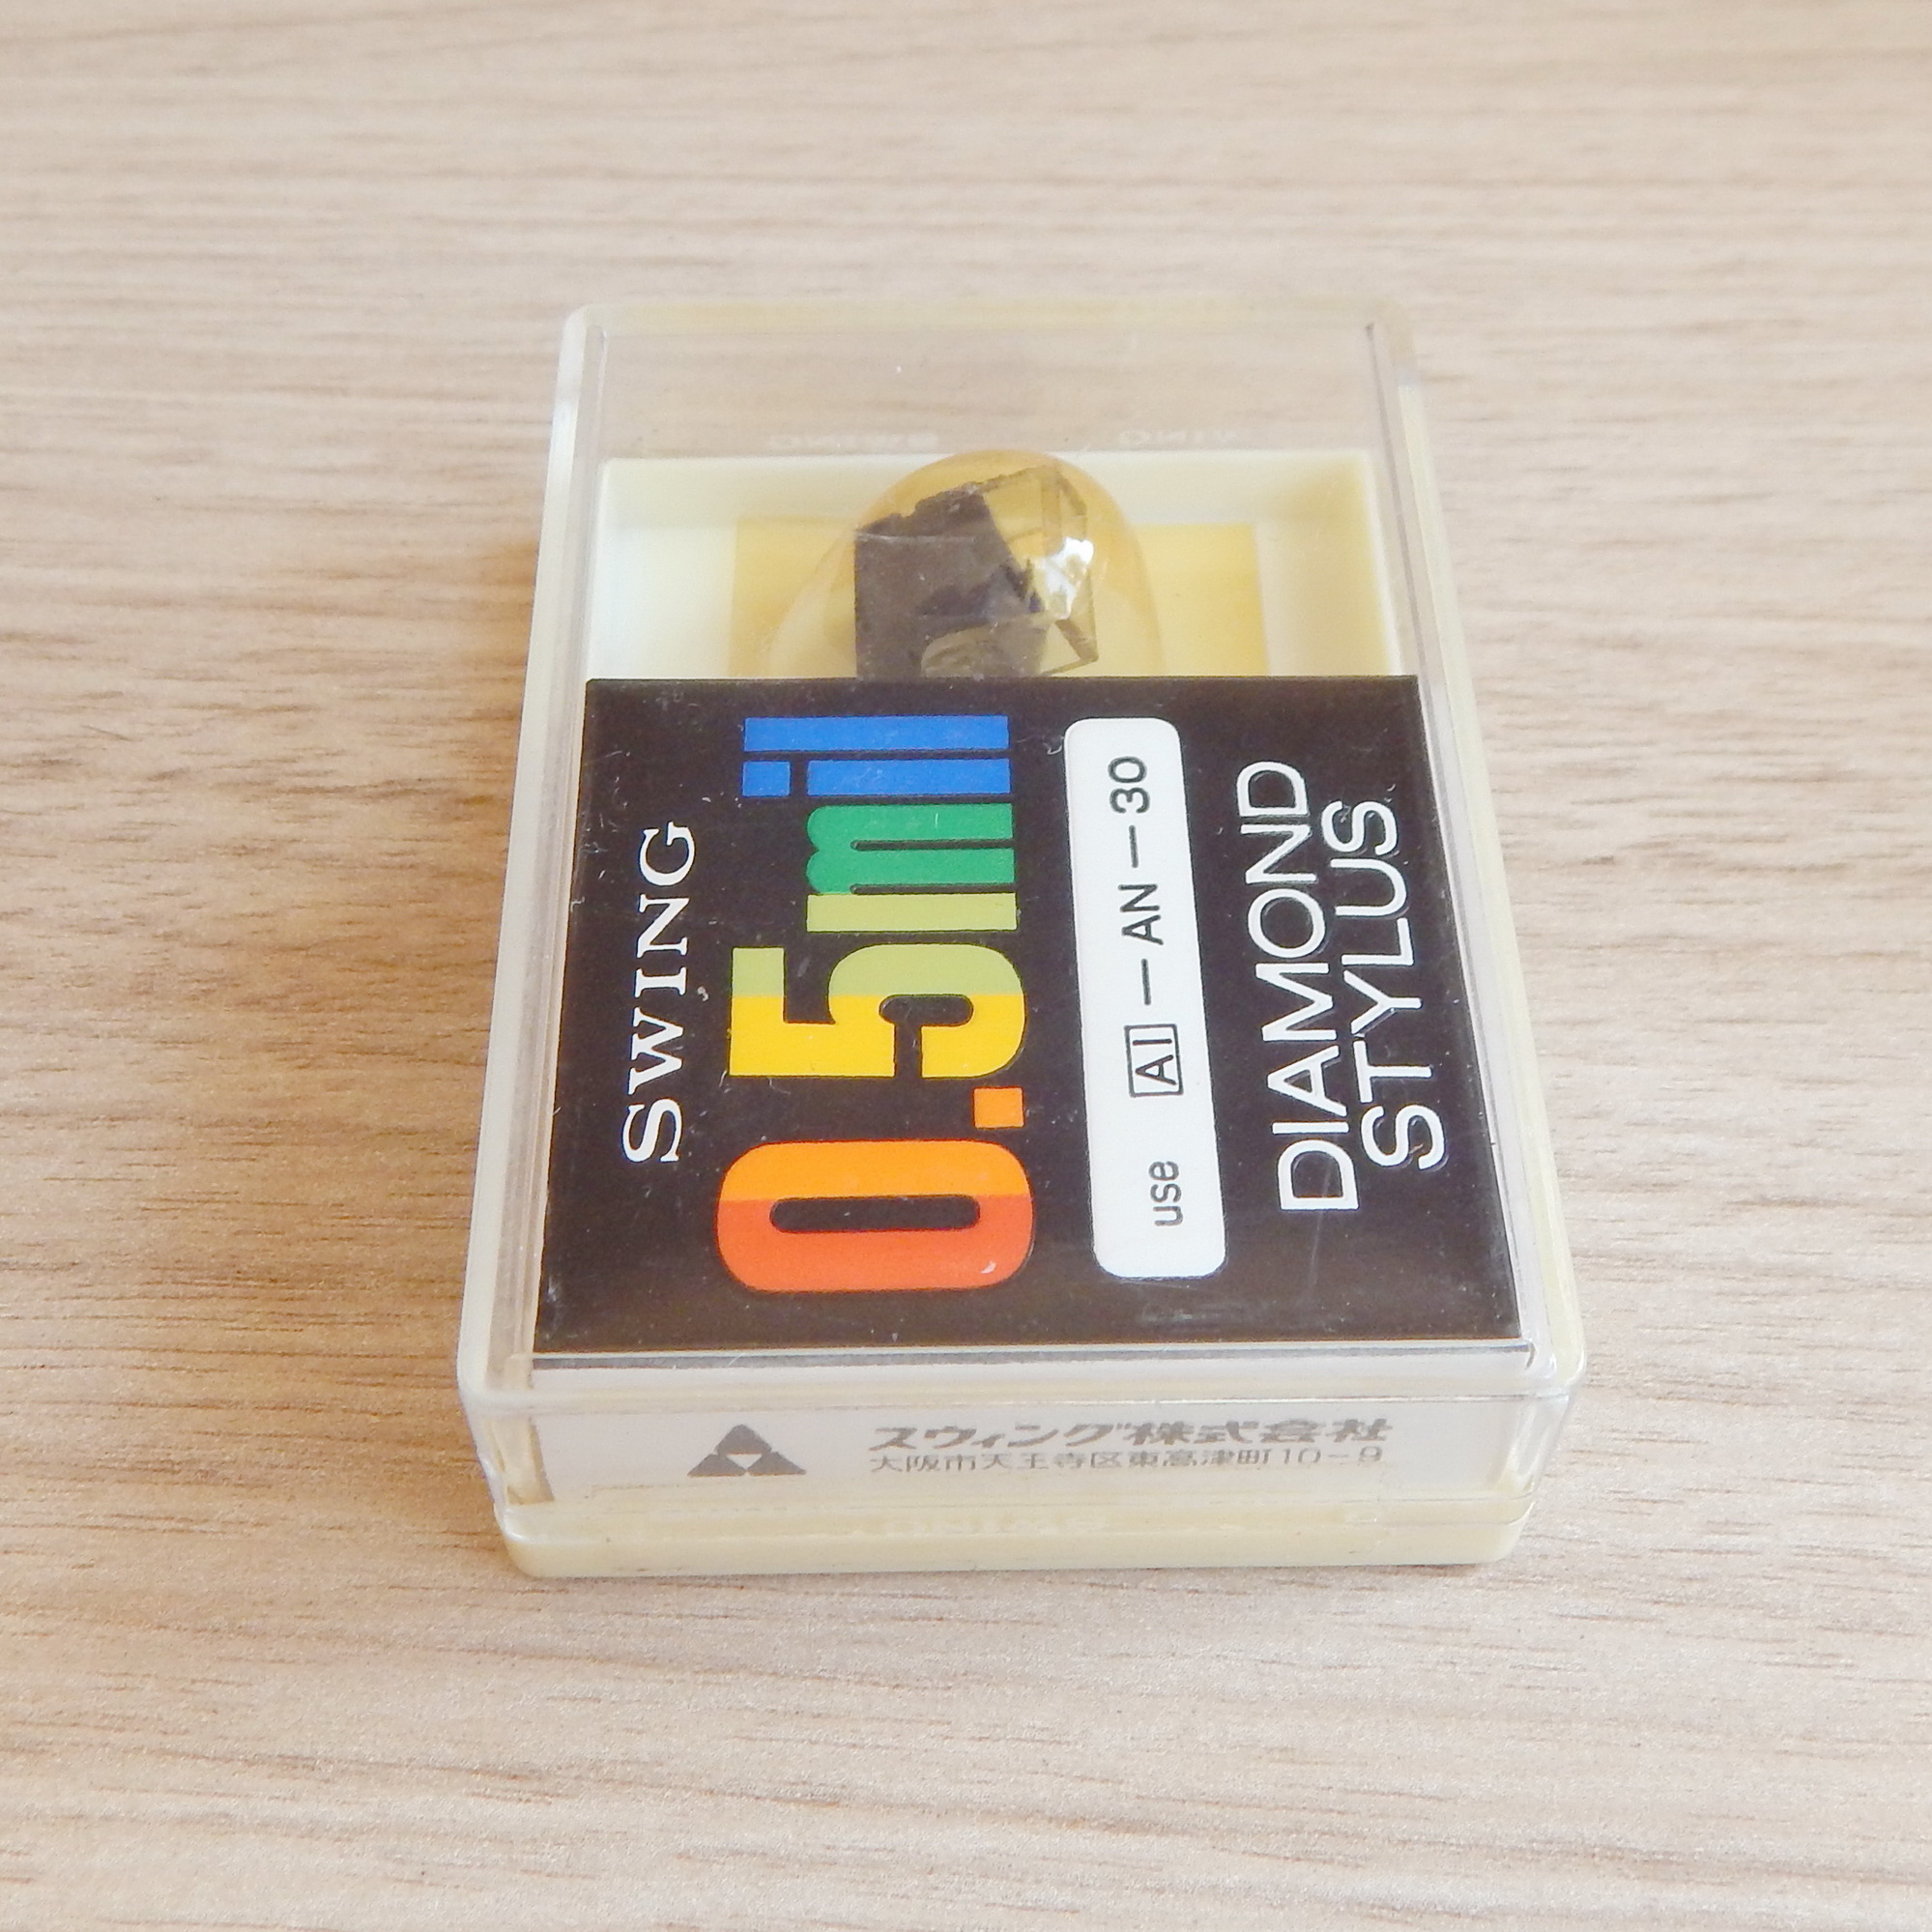 SWING
0.5mil
use AI－AN－30
DIAMOND
STYLUS
スウィング株式会社
大阪市天王寺区東高津町10－9